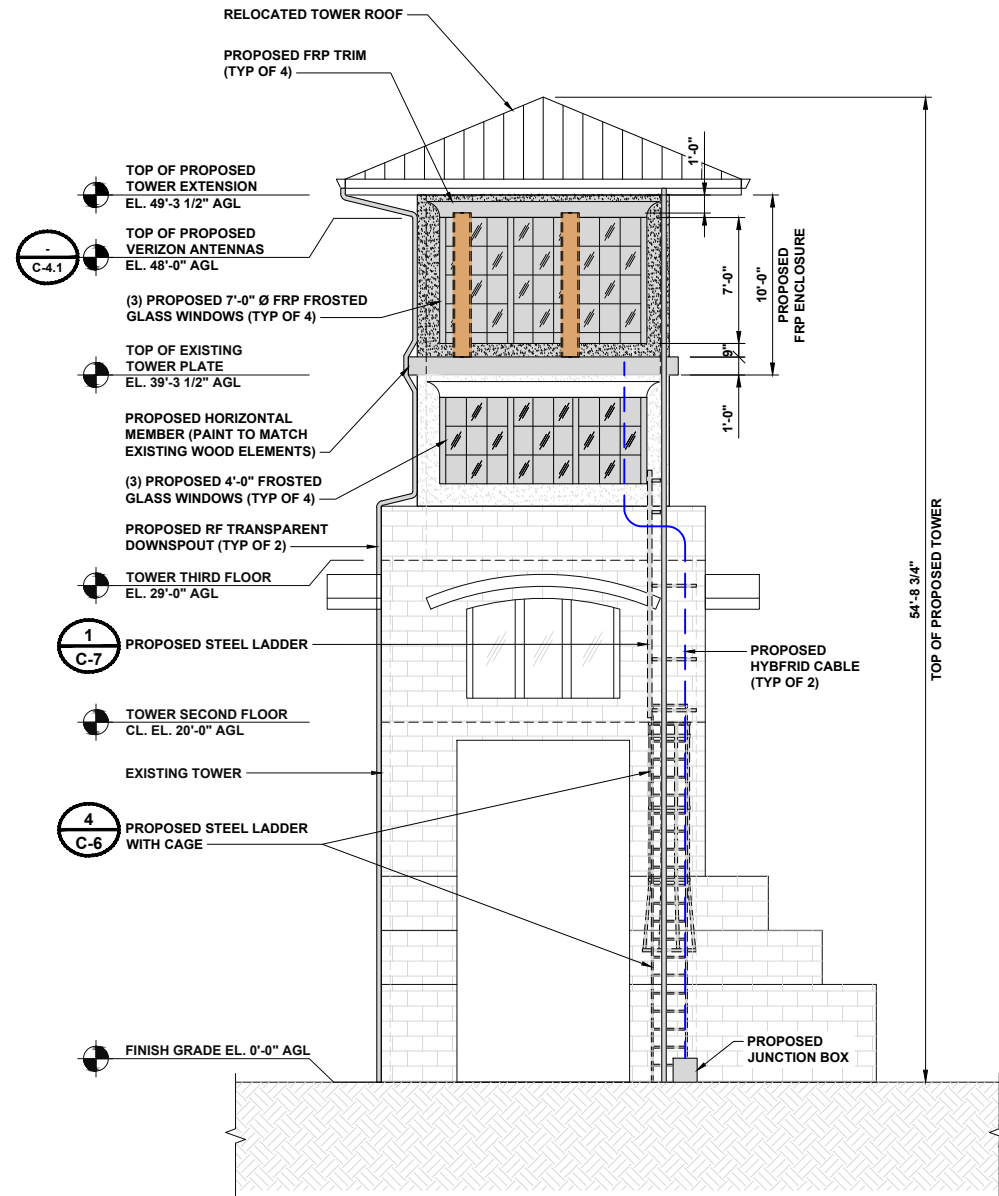 RELOCATED TOWER ROOF
PROPOSED FRP TRIM
(TYP OF 4)
TOP OF PROPOSED
TOWER EXTENSION
EL. 49'-3 1/2" AGL
-
C-4.1
TOP OF PROPOSED
VERIZON ANTENNAS
EL. 48'-0" AGL
(3) PROPOSED 7'-0" Ø FRP FROSTED
GLASS WINDOWS (TYP OF 4)
TOP OF EXISTING
TOWER PLATE
EL. 39'-3 1/2" AGL
PROPOSED HORIZONTAL
MEMBER (PAINT TO MATCH
EXISTING WOOD ELEMENTS)
(3) PROPOSED 4'-0" FROSTED
GLASS WINDOWS (TYP OF 4)
PROPOSED RF TRANSPARENT
DOWNSPOUT (TYP OF 2)
TOWER THIRD FLOOR
EL. 29'-0" AGL
1
C-7
PROPOSED STEEL LADDER
TOWER SECOND FLOOR
CL. EL. 20'-0" AGL
EXISTING TOWER
4
C-6
PROPOSED STEEL LADDER
WITH CAGE
FINISH GRADE EL. 0'-0" AGL
1'-0"
7'-0"
9"
1'-0"
10'-0"
PROPOSED
FRP ENCLOSURE
54'-8 3/4"
TOP OF PROPOSED TOWER
PROPOSED
HYBFRID CABLE
(TYP OF 2)
PROPOSED
JUNCTION BOX